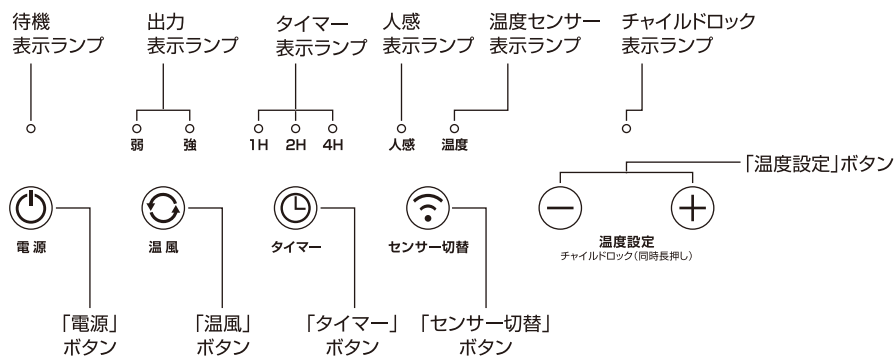 待機
表示ランプ
出力
表示ランプ
タイマー
表示ランプ
人感
表示ランプ
温度センサー
表示ランプ
チャイルドロック
表示ランプ
弱
強
1H
2H
4H
人感
温度
「温度設定」ボタン
電源
温風
タイマー
センサー切替
温度設定
チャイルドロック(同時長押し)
「電源」
ボタン
「温風」
ボタン
「タイマー」
ボタン
「センサー切替」
ボタン